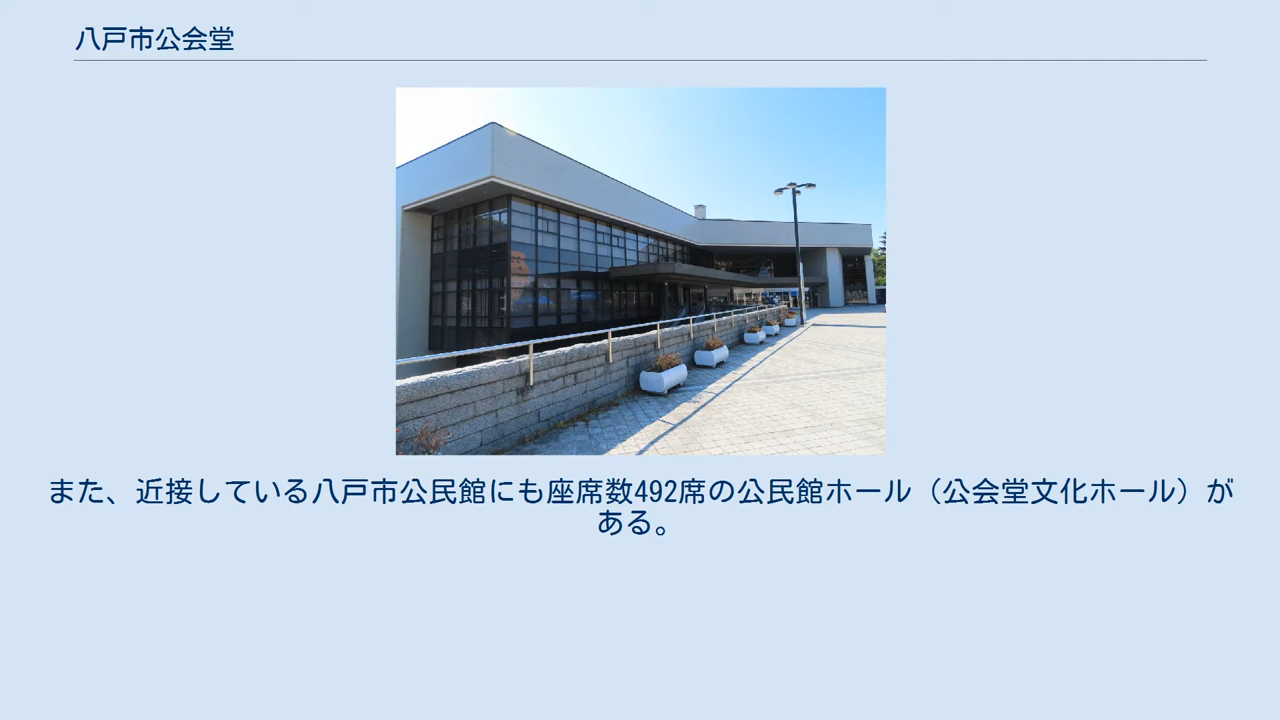 八戸市公会堂
また、近接している八戸市公民館にも座席数492席の公民館ホール（公会堂文化ホール）が
ある。